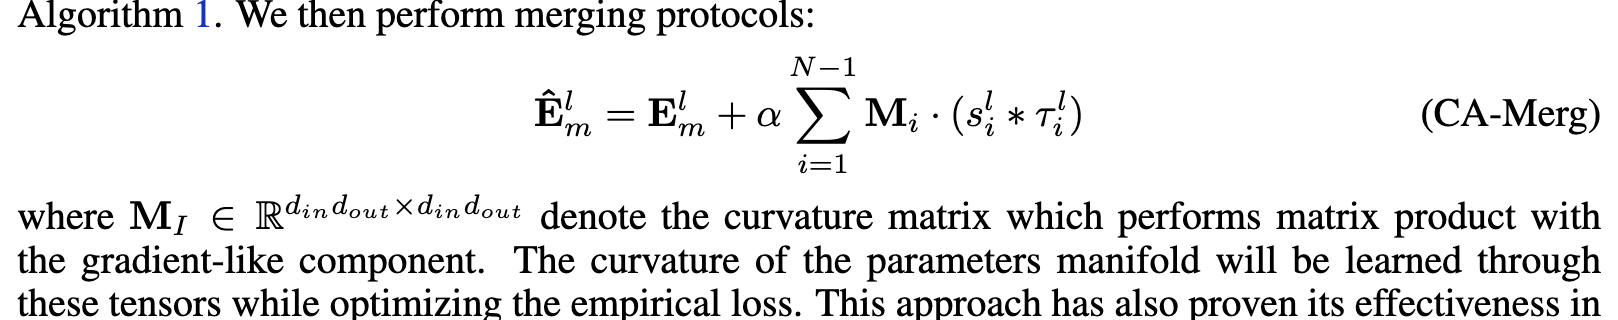 Algorithm 1. We then perform merging protocols:
$$\hat{\mathbf{E}}_m^l = \mathbf{E}_m^l + \alpha \sum_{i=1}^{N-1} \mathbf{M}_i \cdot (s_i^l * \tau_i^l)$$ (CA-Merg)
where $\mathbf{M}_I \in \mathbb{R}^{d_{in}d_{out} \times d_{in}d_{out}}$ denote the curvature matrix which performs matrix product with
the gradient-like component. The curvature of the parameters manifold will be learned through
these tensors while optimizing the empirical loss. This approach has also proven its effectiveness in